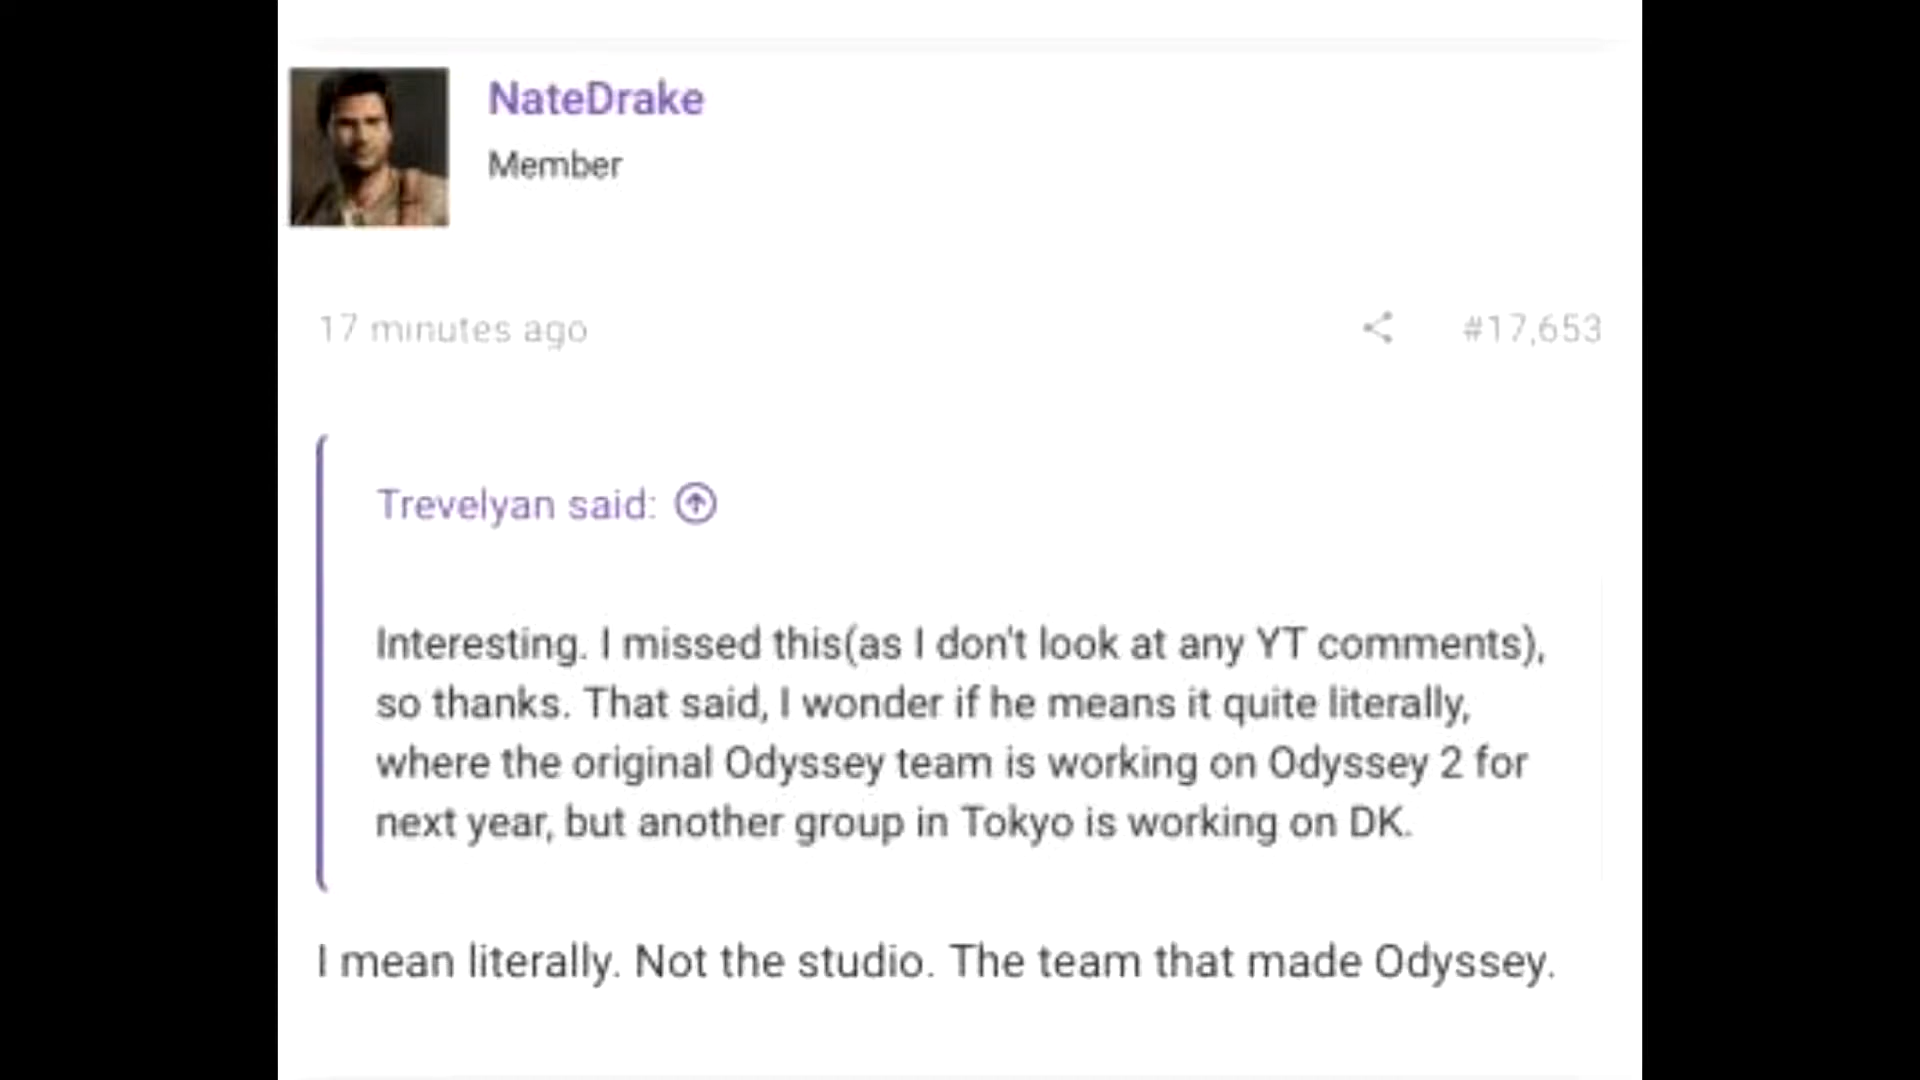 NateDrake
Member
17 minutes ago
#17,653
Trevelyan said:
Interesting. I missed this(as I don't look at any YT comments),
so thanks. That said, I wonder if he means it quite literally,
where the original Odyssey team is working on Odyssey 2 for
next year, but another group in Tokyo is working on DK.
I mean literally. Not the studio. The team that made Odyssey.